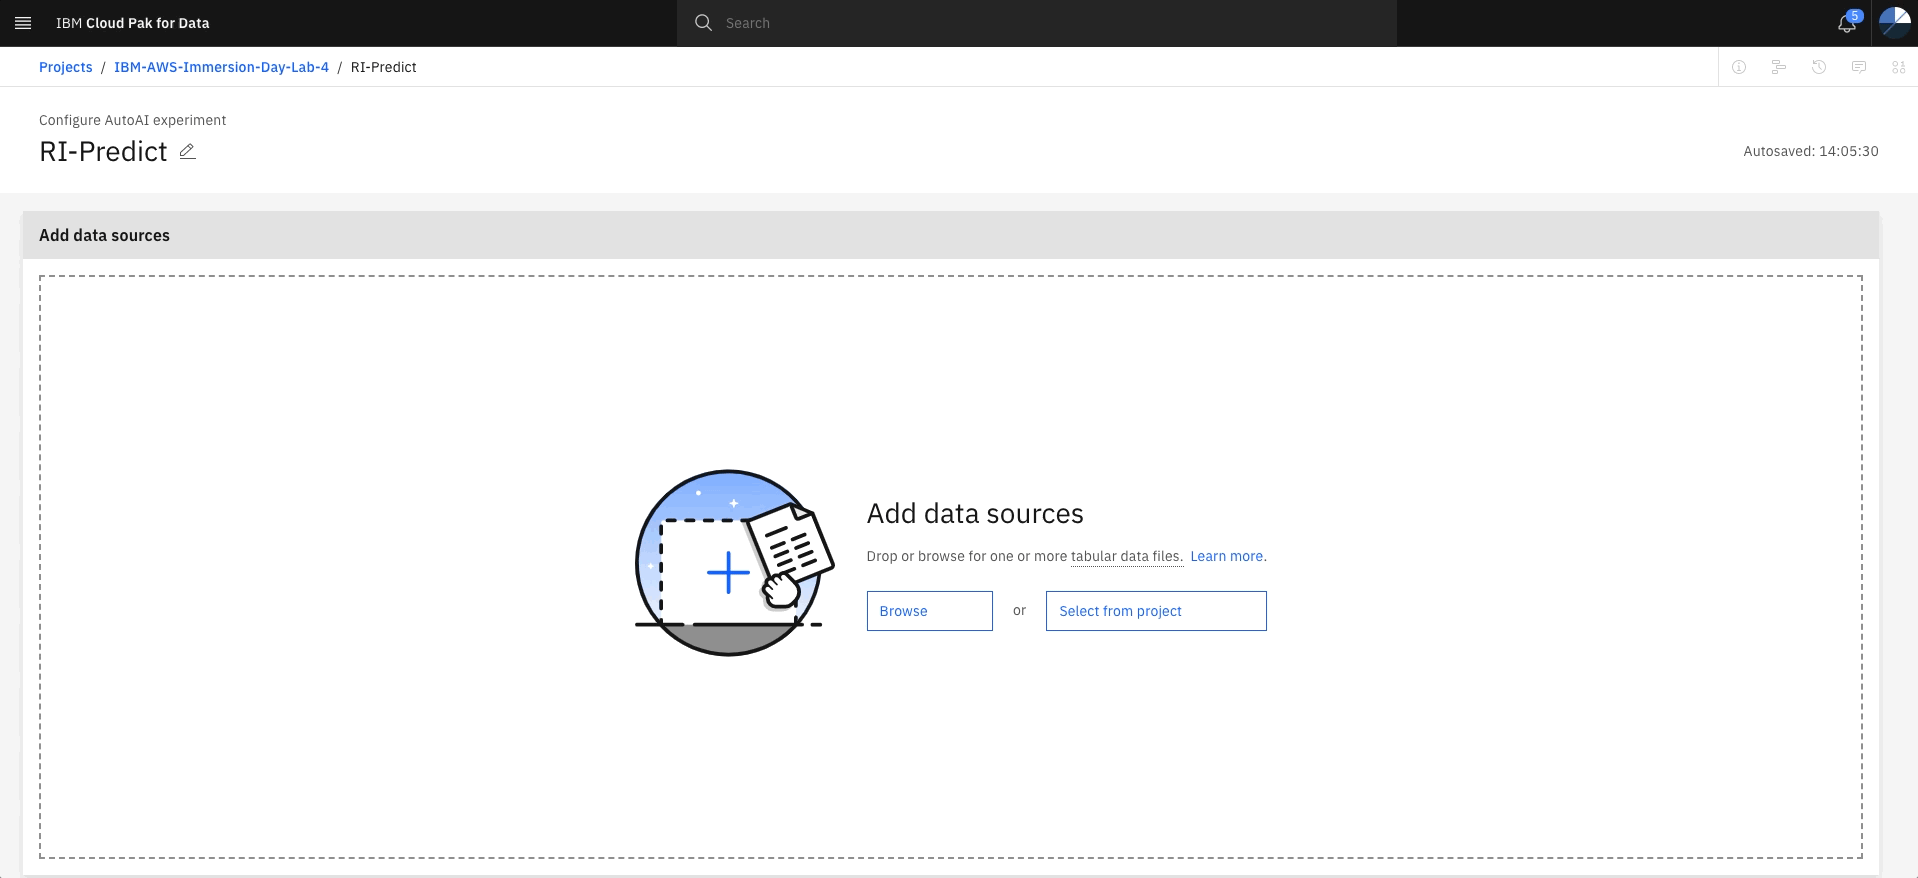 IBM Cloud Pak for Data
Search
5
Projects / IBM-AWS-Immersion-Day-Lab-4 / RI-Predict
Configure AutoAI experiment
RI-Predict
Autosaved: 14:05:30
Add data sources
Add data sources
Drop or browse for one or more tabular data files. Learn more.
Browse or Select from project